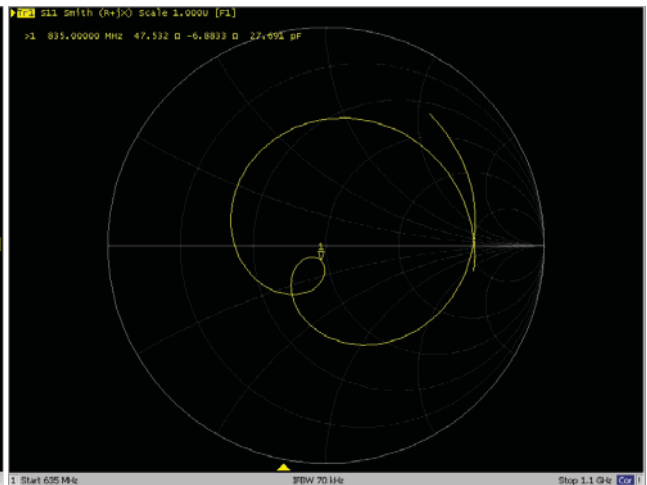 Tr1 S11 Smith (R+jX) Scale 1.000U [F1]
>1 835.00000 MHz 47.532 Ω -6.8833 Ω 27.691 pF
1
1 Start 635 MHz IFBW 70 kHz Stop 1.1 GHz Cor !